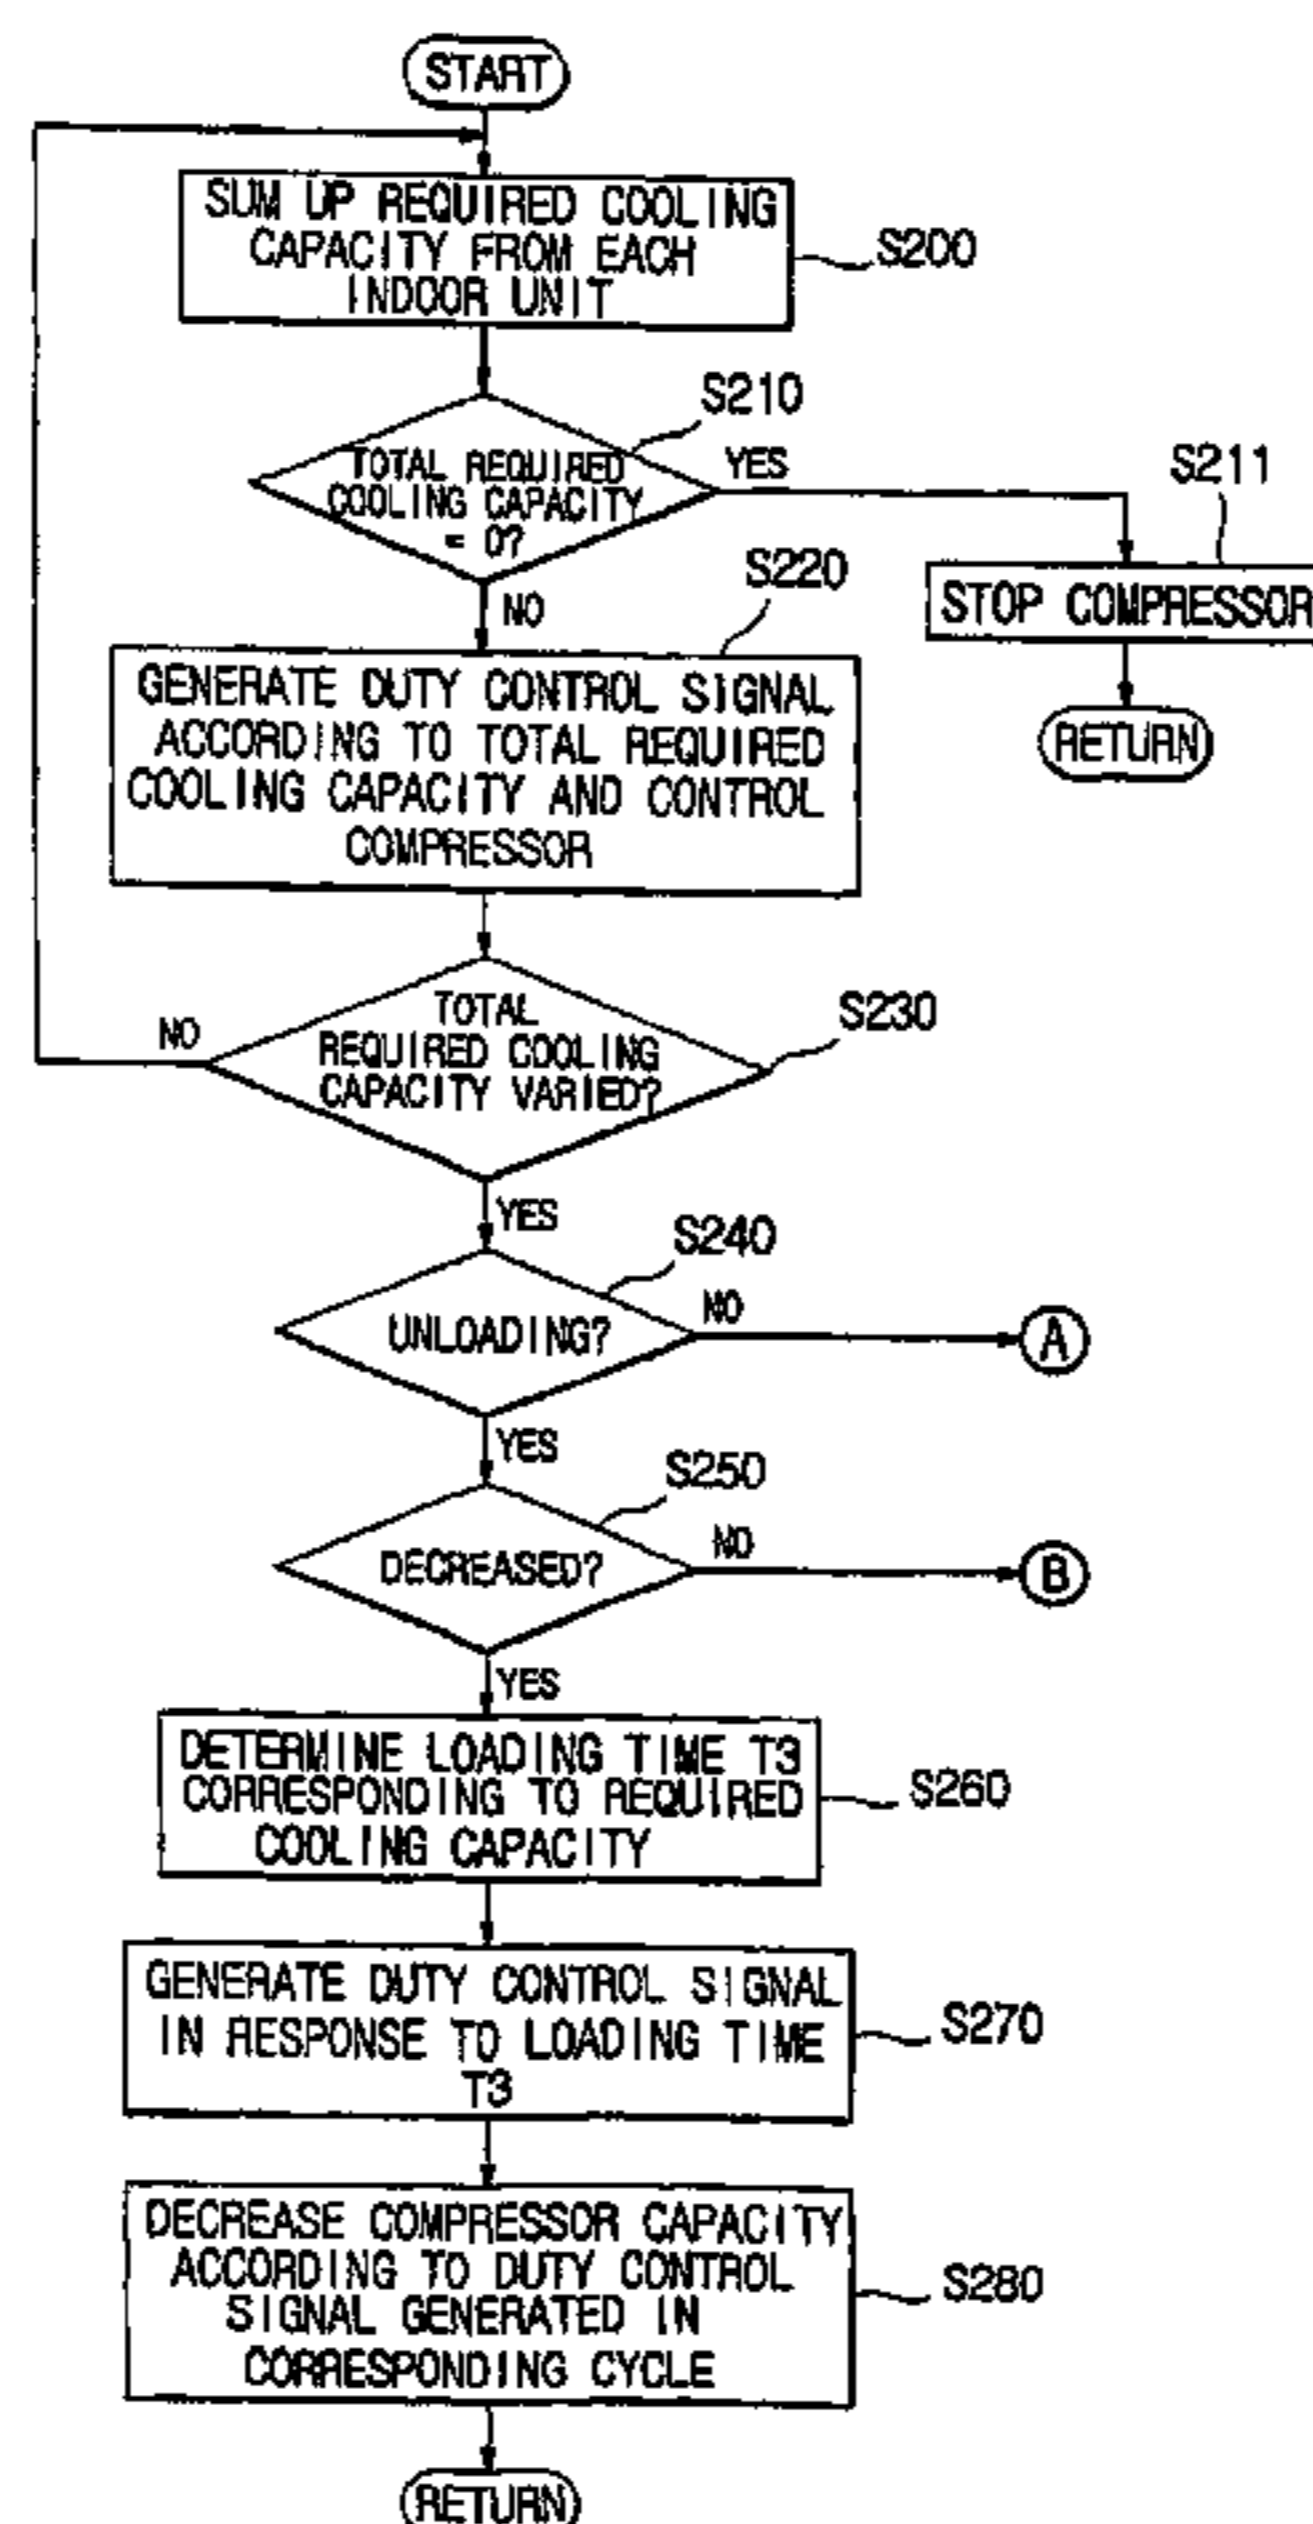 START
SUM UP REQUIRED COOLING
CAPACITY FROM EACH
INDOOR UNIT
S200
S210
TOTAL REQUIRED
COOLING CAPACITY
= 0?
YES
S211
STOP COMPRESSOR
RETURN
NO
S220
GENERATE DUTY CONTROL SIGNAL
ACCORDING TO TOTAL REQUIRED
COOLING CAPACITY AND CONTROL
COMPRESSOR
S230
TOTAL
REQUIRED COOLING
CAPACITY VARIED?
NO
YES
S240
UNLOADING?
NO
A
YES
S250
DECREASED?
NO
B
YES
DETERMINE LOADING TIME T3
CORRESPONDING TO REQUIRED
COOLING CAPACITY
S260
GENERATE DUTY CONTROL SIGNAL
IN RESPONSE TO LOADING TIME
T3
S270
DECREASE COMPRESSOR CAPACITY
ACCORDING TO DUTY CONTROL
SIGNAL GENERATED IN
CORRESPONDING CYCLE
S280
RETURN